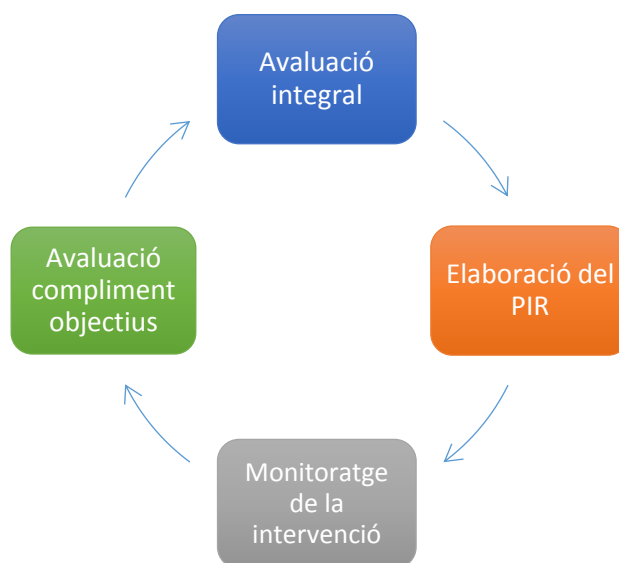 Avaluació
integral
Elaboració del
PIR
Monitoratge
de la
intervenció
Avaluació
compliment
objectius